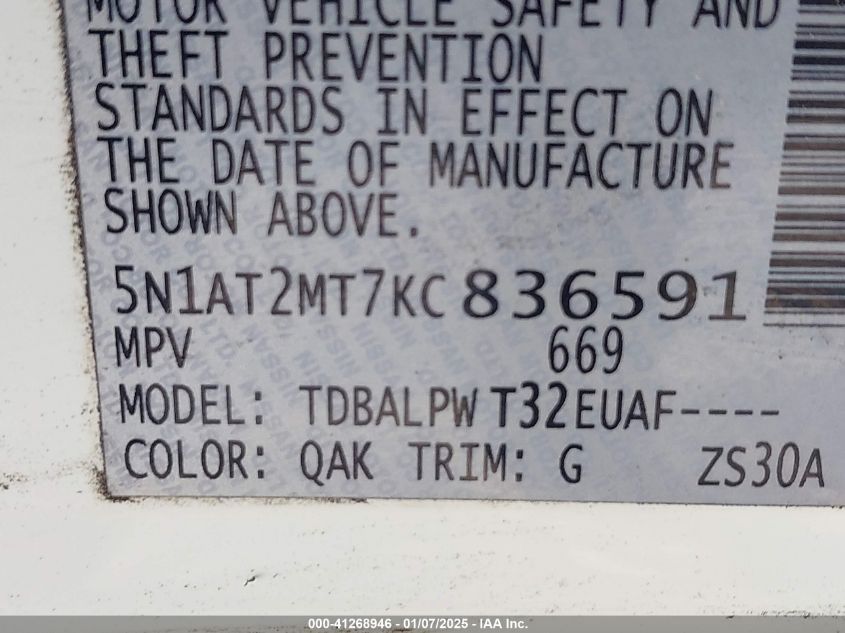 MOTOR VEHICLE SAFETY AND
THEFT PREVENTION
STANDARDS IN EFFECT ON
THE DATE OF MANUFACTURE
SHOWN ABOVE.
5N1AT2MT7KC836591
MPV 669
MODEL: TDBALPW T32EUAF----
COLOR: QAK TRIM: G ZS30A
000-41268946 — 01/07/2025 — IAA Inc.